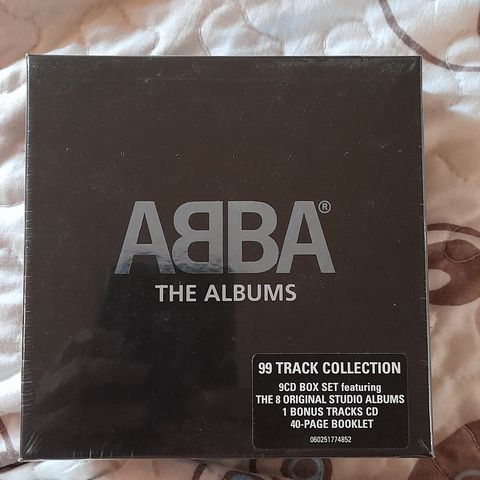 ABBA®
THE ALBUMS
99 TRACK COLLECTION
9CD BOX SET featuring
THE 8 ORIGINAL STUDIO ALBUMS
1 BONUS TRACKS CD
40-PAGE BOOKLET
060251774852